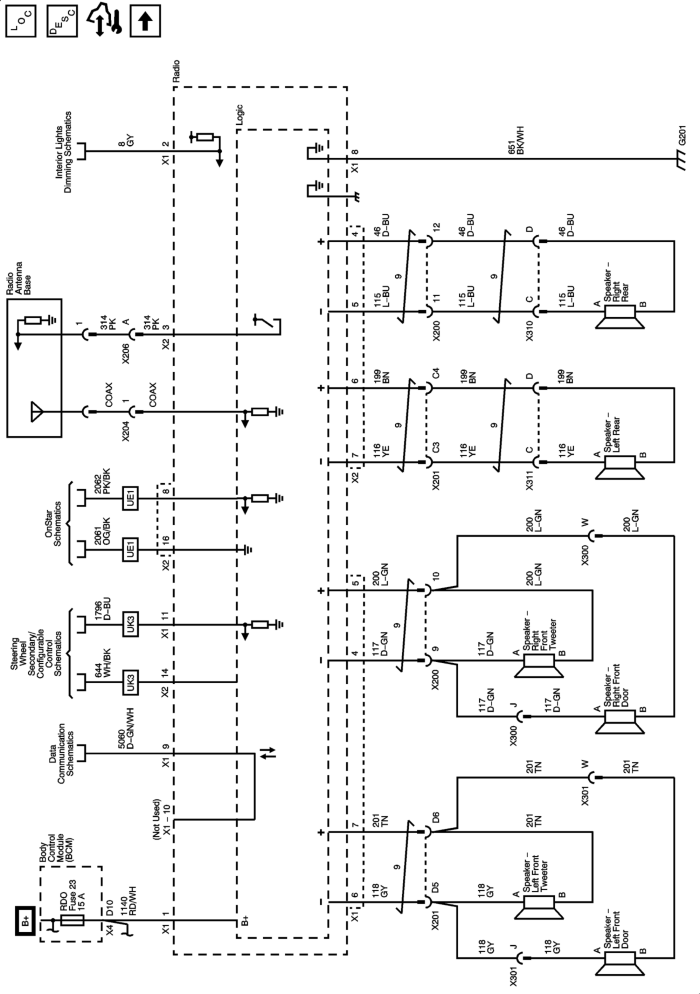 LOC
DESC
B+
Body
Control
Module
(BCM)
RDO
Fuse 23
15 A
X4
D10
1140
RD/WH
X1
1
B+
(Not Used)
X1 – 10
Data
Communication
Schematics
5060
D–GN/WH
X1
9
Steering
Wheel
Secondary/
Configurable
Control
Schematics
644
WH/BK
UK3
X2
14
1796
D–BU
UK3
X1
11
OnStar
Schematics
2061
OG/BK
UE1
X2
16
2062
PK/BK
UE1
8
Radio
Antenna
Base
COAX
1
X204
COAX
1
314
PK
A
X206
314
PK
3
X2
Interior Lights
Dimming Schematics
8
GY
2
X1
Radio
Logic
X1
6
–
118
GY
7
+
201
TN
9
X201
D5
D6
118
GY
201
TN
118
GY
J
X301
118
GY
201
TN
W
X301
201
TN
Speaker –
Left Front
Tweeter
A
B
Speaker –
Left Front
Door
A
B
4
–
117
D–GN
5
+
200
L–GN
9
X200
9
10
117
D–GN
200
L–GN
117
D–GN
J
X300
117
D–GN
200
L–GN
W
X300
200
L–GN
Speaker –
Right
Front
Tweeter
A
B
Speaker –
Right Front
Door
A
B
X2
7
–
116
YE
6
+
199
BN
9
X201
C3
C4
116
YE
199
BN
9
X311
C
D
116
YE
199
BN
Speaker –
Left Rear
A
B
5
–
115
L–BU
4
+
46
D–BU
9
X200
11
12
115
L–BU
46
D–BU
9
X310
C
D
115
L–BU
46
D–BU
Speaker –
Right
Rear
A
B
X1
8
651
BK/WH
G201